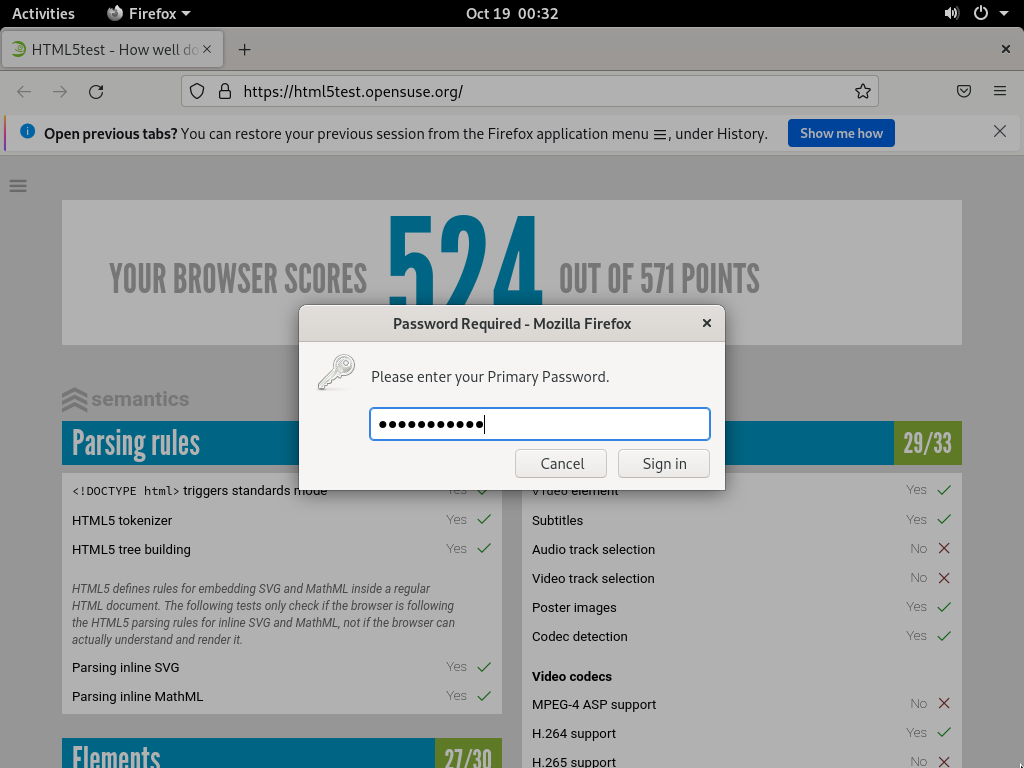 Activities Firefox Oct 19 00:32
HTML5test - How well do
https://html5test.opensuse.org/
Open previous tabs? You can restore your previous session from the Firefox application menu ☰, under History. Show me how
YOUR BROWSER SCORES 524 OUT OF 571 POINTS
Password Required - Mozilla Firefox
Please enter your Primary Password.
●●●●●●●●●●●
Cancel Sign in
semantics
Parsing rules
<!DOCTYPE html> triggers standards mode Yes
HTML5 tokenizer Yes
HTML5 tree building Yes
HTML5 defines rules for embedding SVG and MathML inside a regular
HTML document. The following tests only check if the browser is following
the HTML5 parsing rules for inline SVG and MathML, not if the browser can
actually understand and render it.
Parsing inline SVG Yes
Parsing inline MathML Yes
Elements 27/30
29/33
Video element Yes
Subtitles Yes
Audio track selection No
Video track selection No
Poster images Yes
Codec detection Yes
Video codecs
MPEG-4 ASP support No
H.264 support Yes
H.265 support No